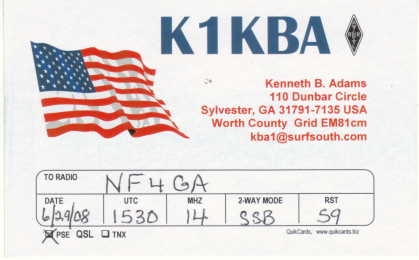 K1KBA
Kenneth B. Adams
110 Dunbar Circle
Sylvester, GA 31791-7135 USA
Worth County Grid EM81cm
kba1@surfsouth.com
TO RADIO NF4GA
DATE UTC MHZ 2-WAY MODE RST
6/29/08 1530 14 SSB 59
PSE QSL TNX
QuikCards, www.quikcards.biz